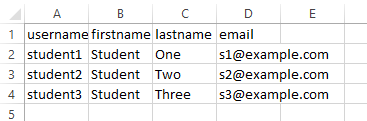 A B C D E
1 username firstname lastname email
2 student1 Student One s1@example.com
3 student2 Student Two s2@example.com
4 student3 Student Three s3@example.com
5